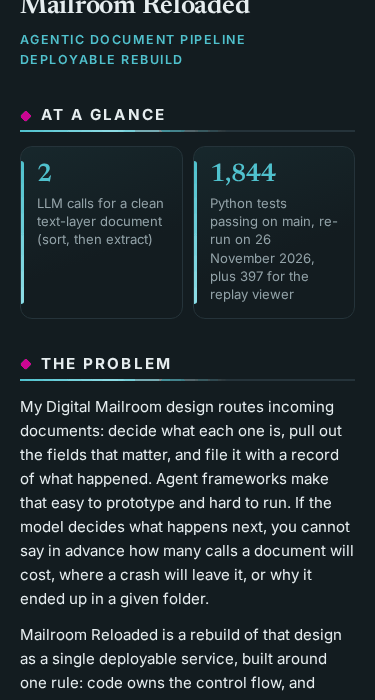 Mailroom Reloaded
AGENTIC DOCUMENT PIPELINE
DEPLOYABLE REBUILD
AT A GLANCE
2
LLM calls for a clean
text-layer document
(sort, then extract)
1,844
Python tests
passing on main, re-
run on 26
November 2026,
plus 397 for the
replay viewer
THE PROBLEM
My Digital Mailroom design routes incoming
documents: decide what each one is, pull out
the fields that matter, and file it with a record
of what happened. Agent frameworks make
that easy to prototype and hard to run. If the
model decides what happens next, you cannot
say in advance how many calls a document will
cost, where a crash will leave it, or why it
ended up in a given folder.
Mailroom Reloaded is a rebuild of that design
as a single deployable service, built around
one rule: code owns the control flow, and